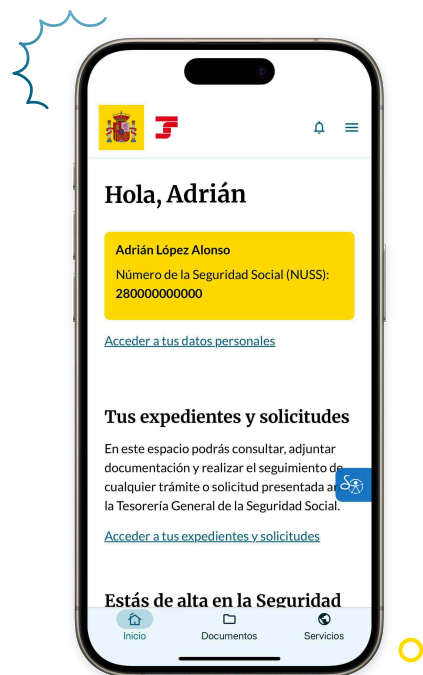 Hola, Adrián
Adrián López Alonso
Número de la Seguridad Social (NUSS):
280000000000
Acceder a tus datos personales
Tus expedientes y solicitudes
En este espacio podrás consultar, adjuntar
documentación y realizar el seguimiento de
cualquier trámite o solicitud presentada
la Tesorería General de la Seguridad Social.
Acceder a tus expedientes y solicitudes
Estás de alta en la Seguridad
Inicio
Documentos
Servicios